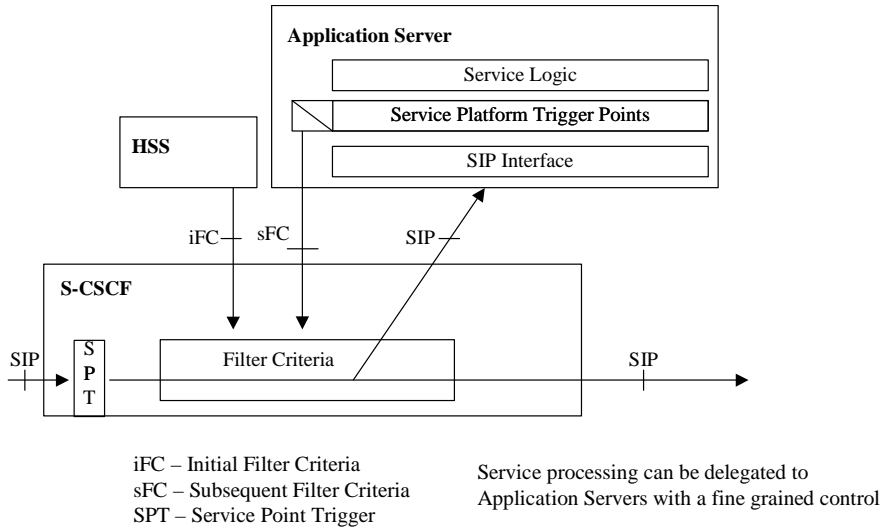 Application Server
Service Logic
Service Platform Trigger Points
HSS
SIP Interface
iFC
sFC
SIP
S-CSCF
SIP
S
P
T
Filter Criteria
SIP
iFC – Initial Filter Criteria
sFC – Subsequent Filter Criteria
SPT – Service Point Trigger
Service processing can be delegated to
Application Servers with a fine grained control